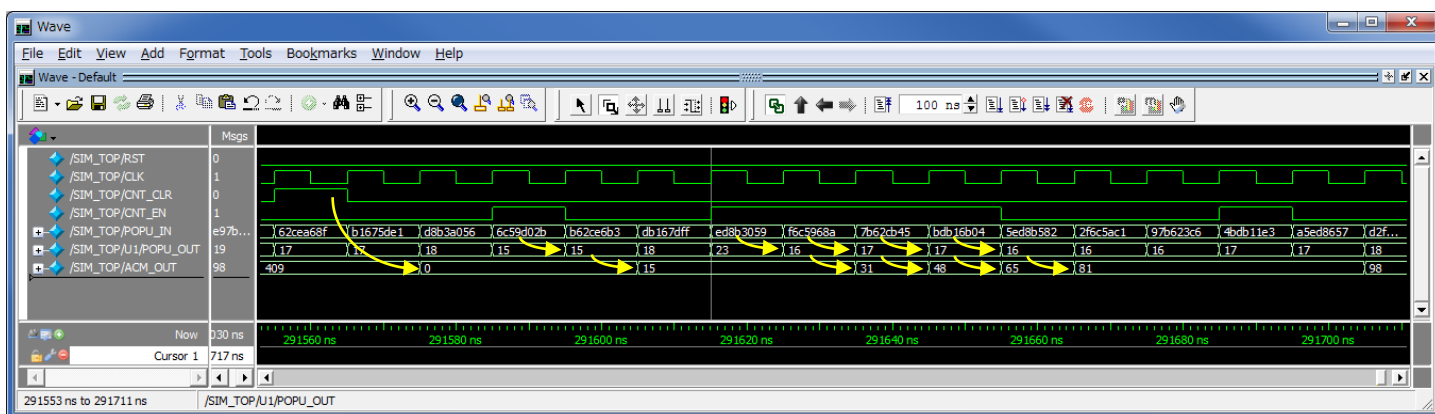 Wave
File Edit View Add Format Tools Bookmarks Window Help
Wave - Default
100 ns
Msgs
/SIM_TOP/RST 0
/SIM_TOP/CLK 1
/SIM_TOP/CNT_CLR 0
/SIM_TOP/CNT_EN 1
/SIM_TOP/POPU_IN e97b... 62cea68f b1675de1 d8b3a056 6c59d02b b62ce6b3 db167dff ed8b3059 f6c5968a 7b62cb45 bdb16b04 5ed8b582 2f6c5ac1 97b623c6 4bdb11e3 a5ed8657 d2f...
/SIM_TOP/U1/POPU_OUT 19 17 17 18 15 15 18 23 16 17 17 16 16 16 17 17 18
/SIM_TOP/ACM_OUT 98 409 0 15 31 48 65 81 98
Now 030 ns 291560 ns 291580 ns 291600 ns 291620 ns 291640 ns 291660 ns 291680 ns 291700 ns
Cursor 1 717 ns
291553 ns to 291711 ns /SIM_TOP/U1/POPU_OUT